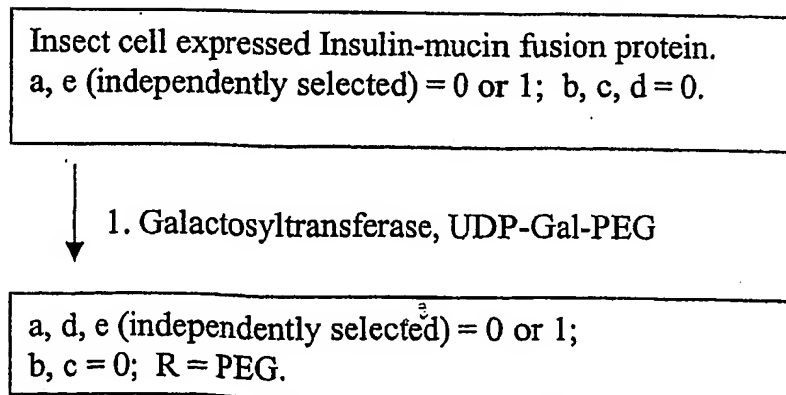 Insect cell expressed Insulin-mucin fusion protein.
a, e (independently selected) = 0 or 1; b, c, d = 0.
1. Galactosyltransferase, UDP-Gal-PEG
a, d, e (independently selected) = 0 or 1;
b, c = 0; R = PEG.